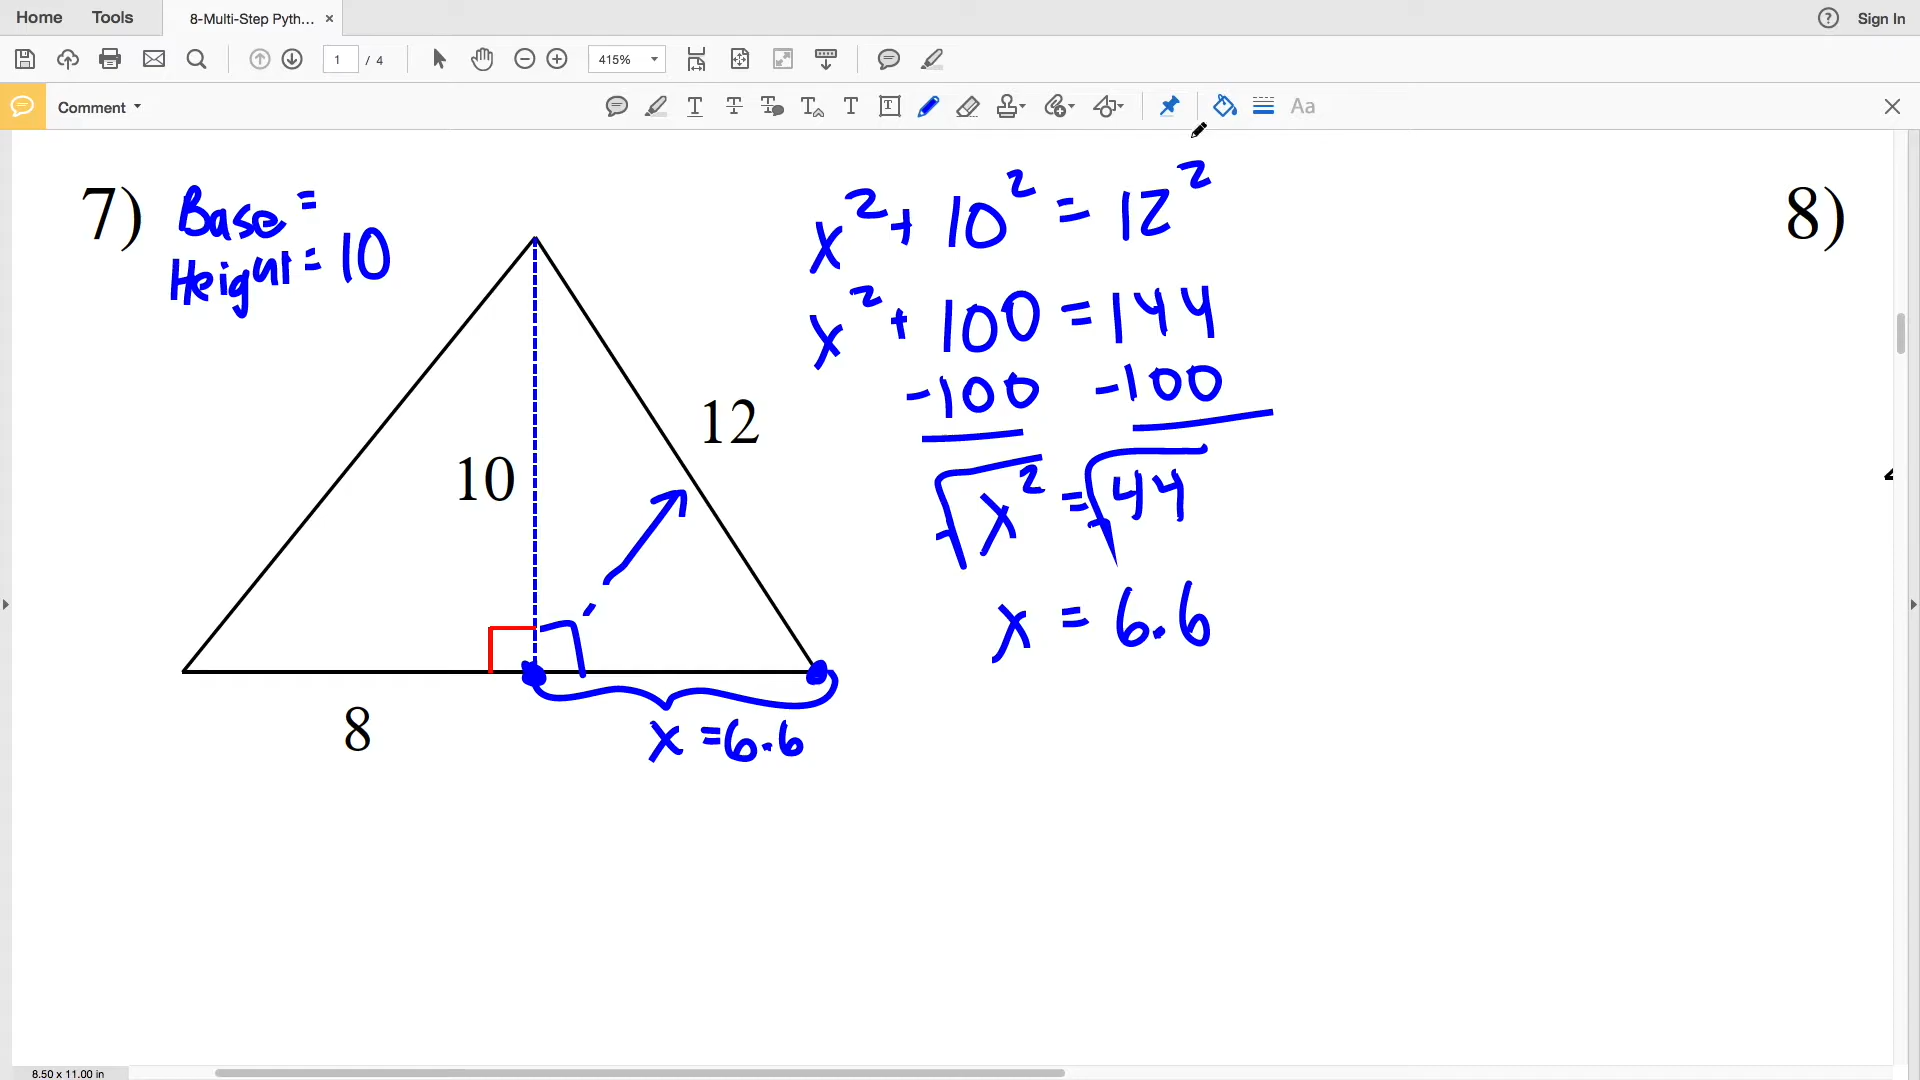 Home Tools 8-Multi-Step Pyth... × ? Sign In
1 / 4 415%
Comment Aa
7) Base =
Height = 10
10
12
8
x = 6.6
x² + 10² = 12²
x² + 100 = 144
-100 -100
√x² = √44
x = 6.6
8)
8.50 x 11.00 in